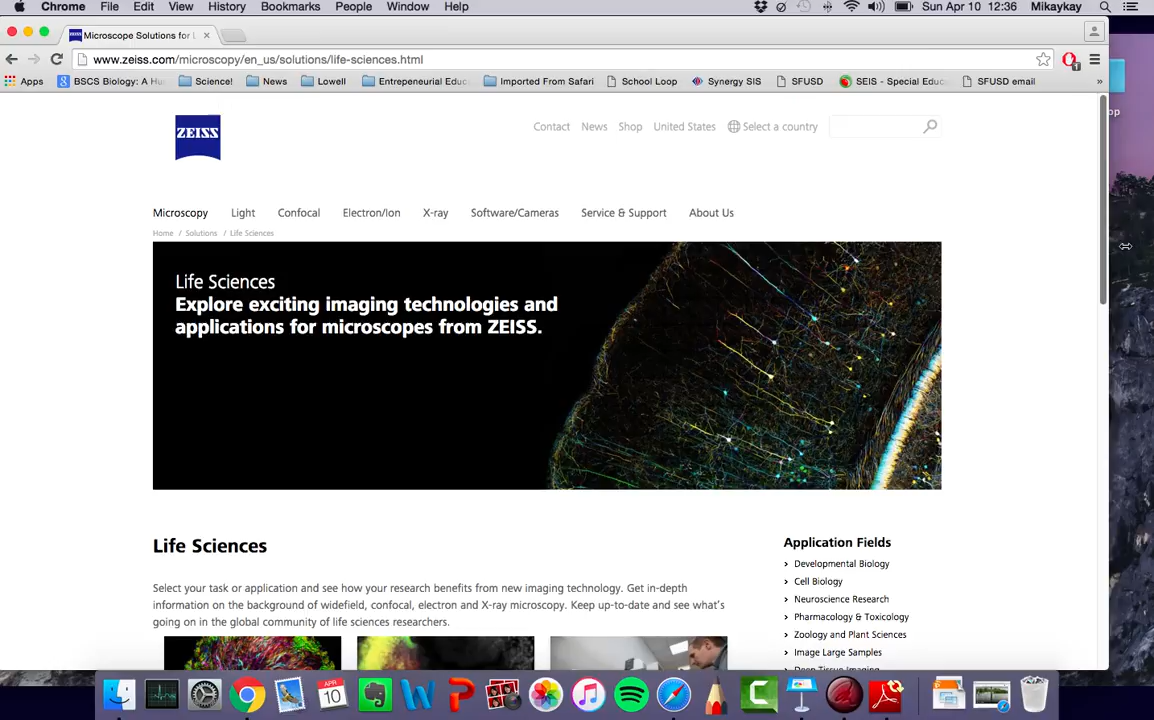 Chrome File Edit View History Bookmarks People Window Help Sun Apr 10 12:36 Mikaykay
Microscope Solutions for L
www.zeiss.com/microscopy/en_us/solutions/life-sciences.html
Apps BSCS Biology: A Hu Science! News Lowell Entrepeneurial Educ Imported From Safari School Loop Synergy SIS SFUSD SEIS - Special Educ SFUSD email »
op
ZEISS
Contact News Shop United States Select a country
Microscopy Light Confocal Electron/Ion X-ray Software/Cameras Service & Support About Us
Home / Solutions / Life Sciences
Life Sciences
Explore exciting imaging technologies and
applications for microscopes from ZEISS.
Life Sciences
Select your task or application and see how your research benefits from new imaging technology. Get in-depth
information on the background of widefield, confocal, electron and X-ray microscopy. Keep up-to-date and see what's
going on in the global community of life sciences researchers.
Application Fields
Developmental Biology
Cell Biology
Neuroscience Research
Pharmacology & Toxicology
Zoology and Plant Sciences
Image Large Samples
Deep Tissue Imaging
APR
10